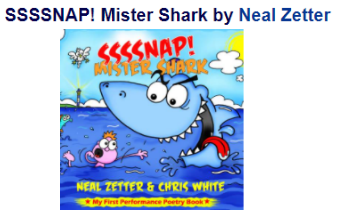 SSSSNAP! Mister Shark by Neal Zetter
SSSSNAP!
MISTER SHARK
NEAL ZETTER & CHRIS WHITE
★ My First Performance Poetry Book ★